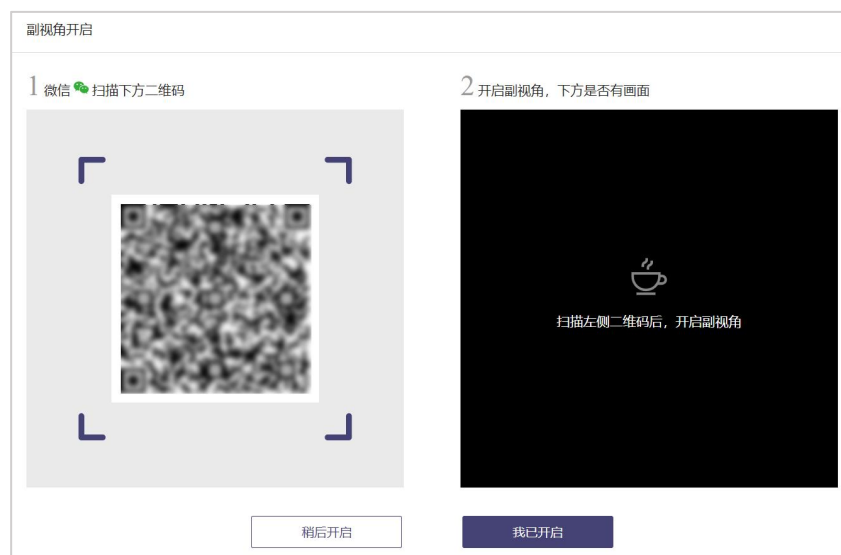 副视角开启
1 微信 扫描下方二维码
2 开启副视角，下方是否有画面
扫描左侧二维码后，开启副视角
稍后开启
我已开启